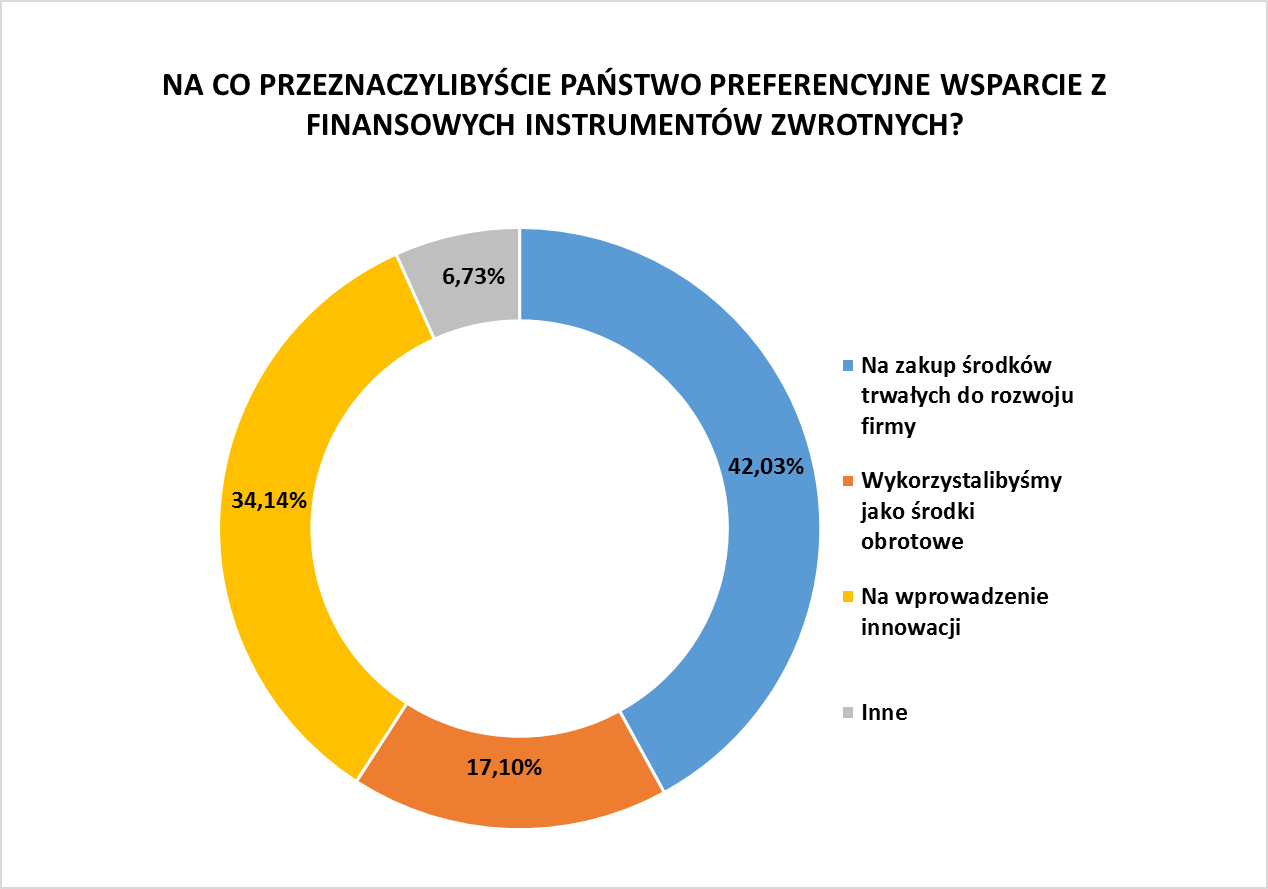 NA CO PRZEZNACZYLIBYŚCIE PAŃSTWO PREFERENCYJNE WSPARCIE Z
FINANSOWYCH INSTRUMENTÓW ZWROTNYCH?
6,73%
42,03%
34,14%
17,10%
Na zakup środków
trwałych do rozwoju
firmy
Wykorzystalibyśmy
jako środki
obrotowe
Na wprowadzenie
innowacji
Inne